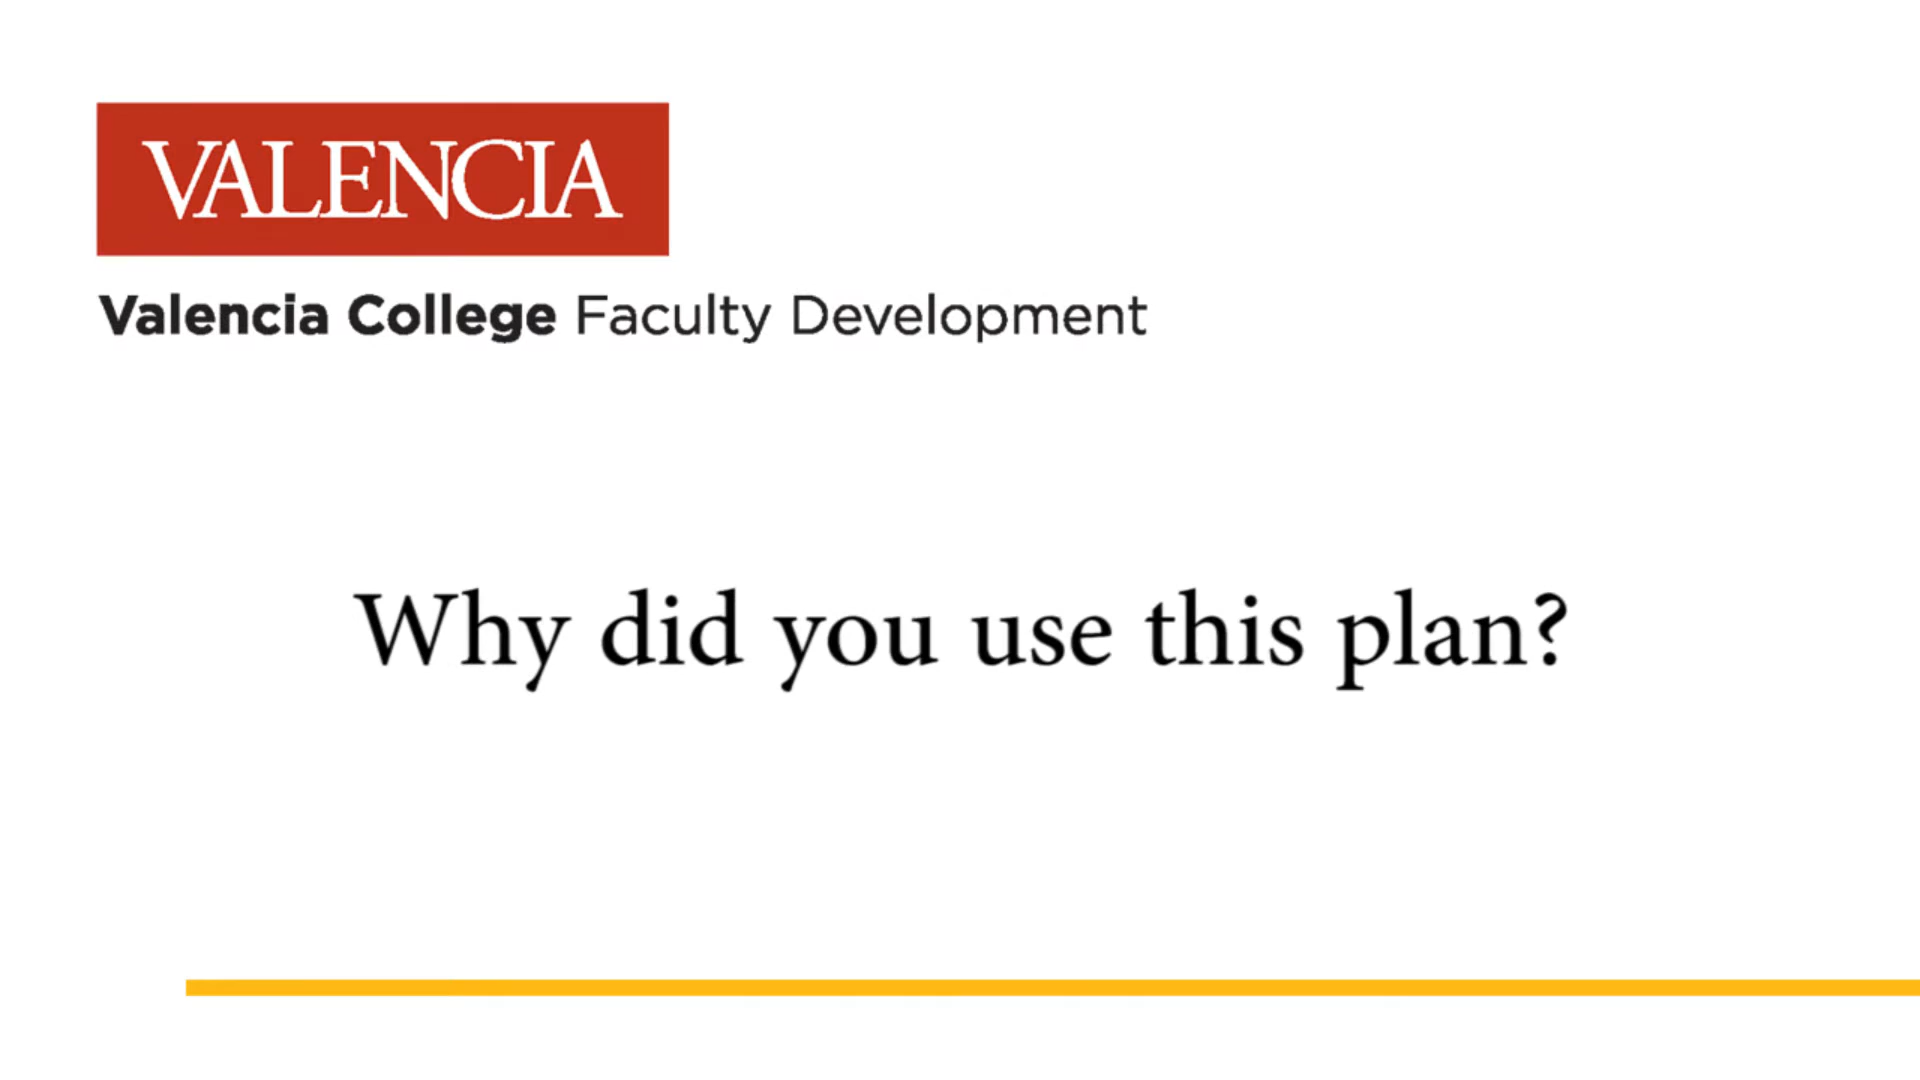 VALENCIA
Valencia College Faculty Development
Why did you use this plan?